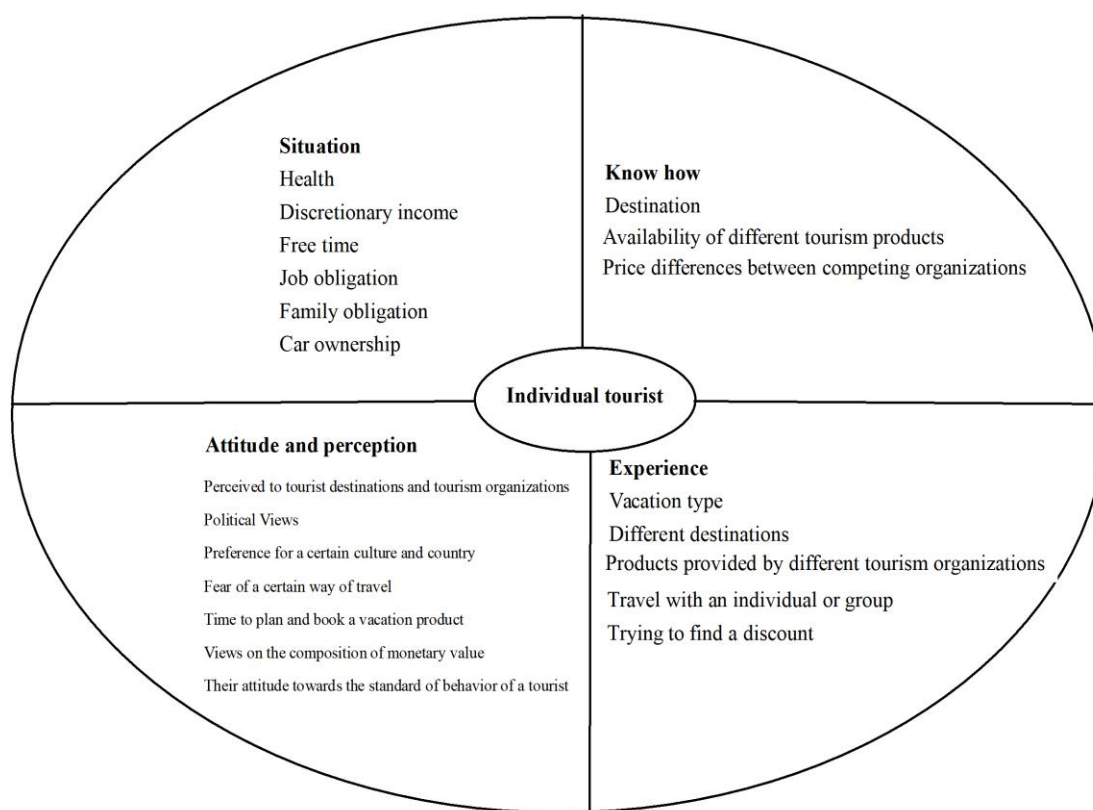 Situation
Health
Discretionary income
Free time
Job obligation
Family obligation
Car ownership
Know how
Destination
Availability of different tourism products
Price differences between competing organizations
Individual tourist
Attitude and perception
Perceived to tourist destinations and tourism organizations
Political Views
Preference for a certain culture and country
Fear of a certain way of travel
Time to plan and book a vacation product
Views on the composition of monetary value
Their attitude towards the standard of behavior of a tourist
Experience
Vacation type
Different destinations
Products provided by different tourism organizations
Travel with an individual or group
Trying to find a discount